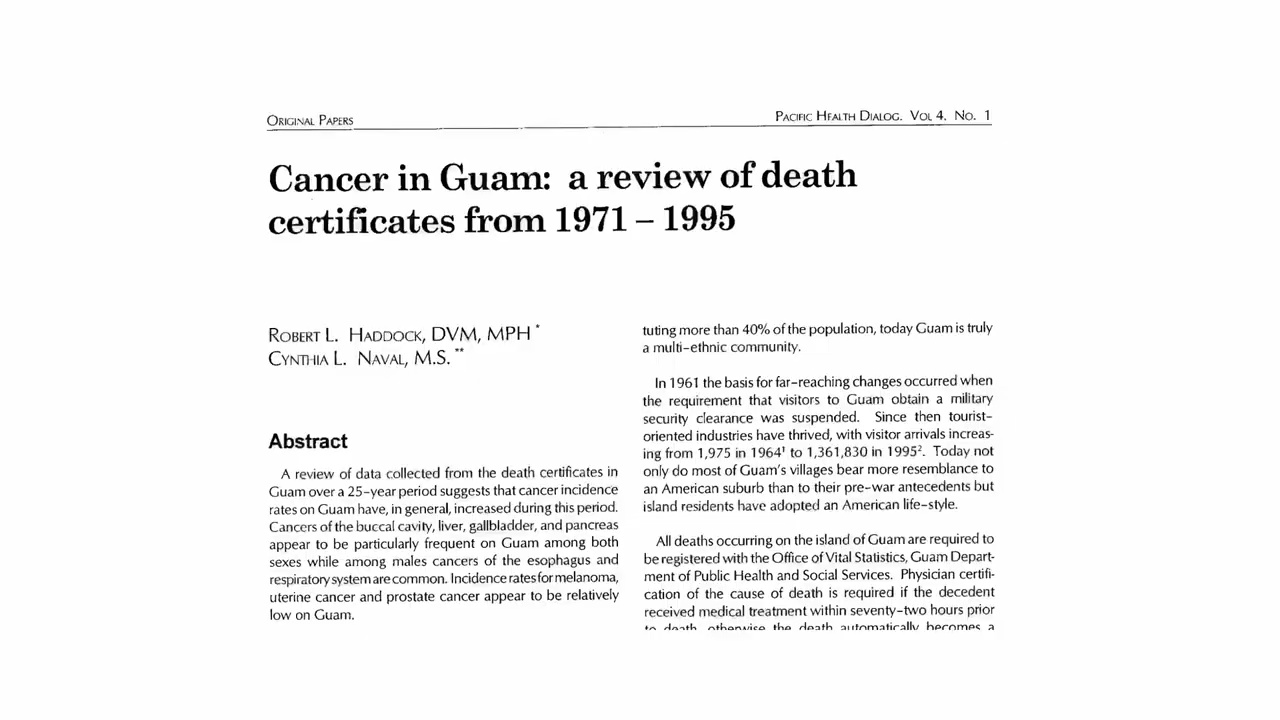 ORIGINAL PAPERS
PACIFIC HEALTH DIALOG. VOL 4. NO. 1
Cancer in Guam: a review of death
certificates from 1971 – 1995
ROBERT L. HADDOCK, DVM, MPH *
CYNTHIA L. NAVAL, M.S. **
Abstract
A review of data collected from the death certificates in
Guam over a 25-year period suggests that cancer incidence
rates on Guam have, in general, increased during this period.
Cancers of the buccal cavity, liver, gallbladder, and pancreas
appear to be particularly frequent on Guam among both
sexes while among males cancers of the esophagus and
respiratory system are common. Incidence rates for melanoma,
uterine cancer and prostate cancer appear to be relatively
low on Guam.
tuting more than 40% of the population, today Guam is truly
a multi-ethnic community.
In 1961 the basis for far-reaching changes occurred when
the requirement that visitors to Guam obtain a military
security clearance was suspended. Since then tourist-
oriented industries have thrived, with visitor arrivals increas-
ing from 1,975 in 1964¹ to 1,361,830 in 1995². Today not
only do most of Guam's villages bear more resemblance to
an American suburb than to their pre-war antecedents but
island residents have adopted an American life-style.
All deaths occurring on the island of Guam are required to
be registered with the Office of Vital Statistics, Guam Depart-
ment of Public Health and Social Services. Physician certifi-
cation of the cause of death is required if the decedent
received medical treatment within seventy-two hours prior
to death, otherwise the death automatically becomes a